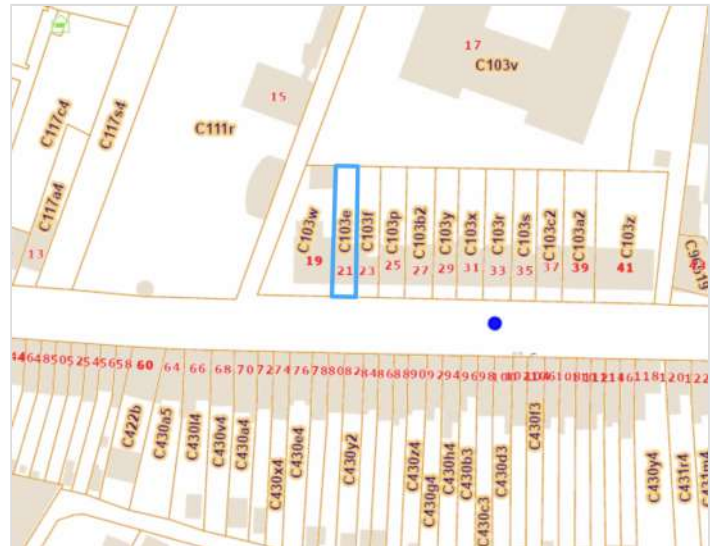 17
C103v
15
C111r
C117c4
C117s4
C117a4
13
C103w
C103e
C103f
C103p
C103b2
C103y
C103x
C103r
C103s
C103c2
C103a2
C103z
19
21
23
25
27
29
31
33
35
37
39
41
60
64
66
68
70
72
74
76
78
80
82
84
86
88
90
92
94
96
98
118
120
122
C422b
C430a5
C430l4
C430v4
C430a4
C430x4
C430e4
C430y2
C430z4
C430g4
C430h4
C430b3
C430c3
C430d3
C430f3
C430y4
C431r4
C431m4